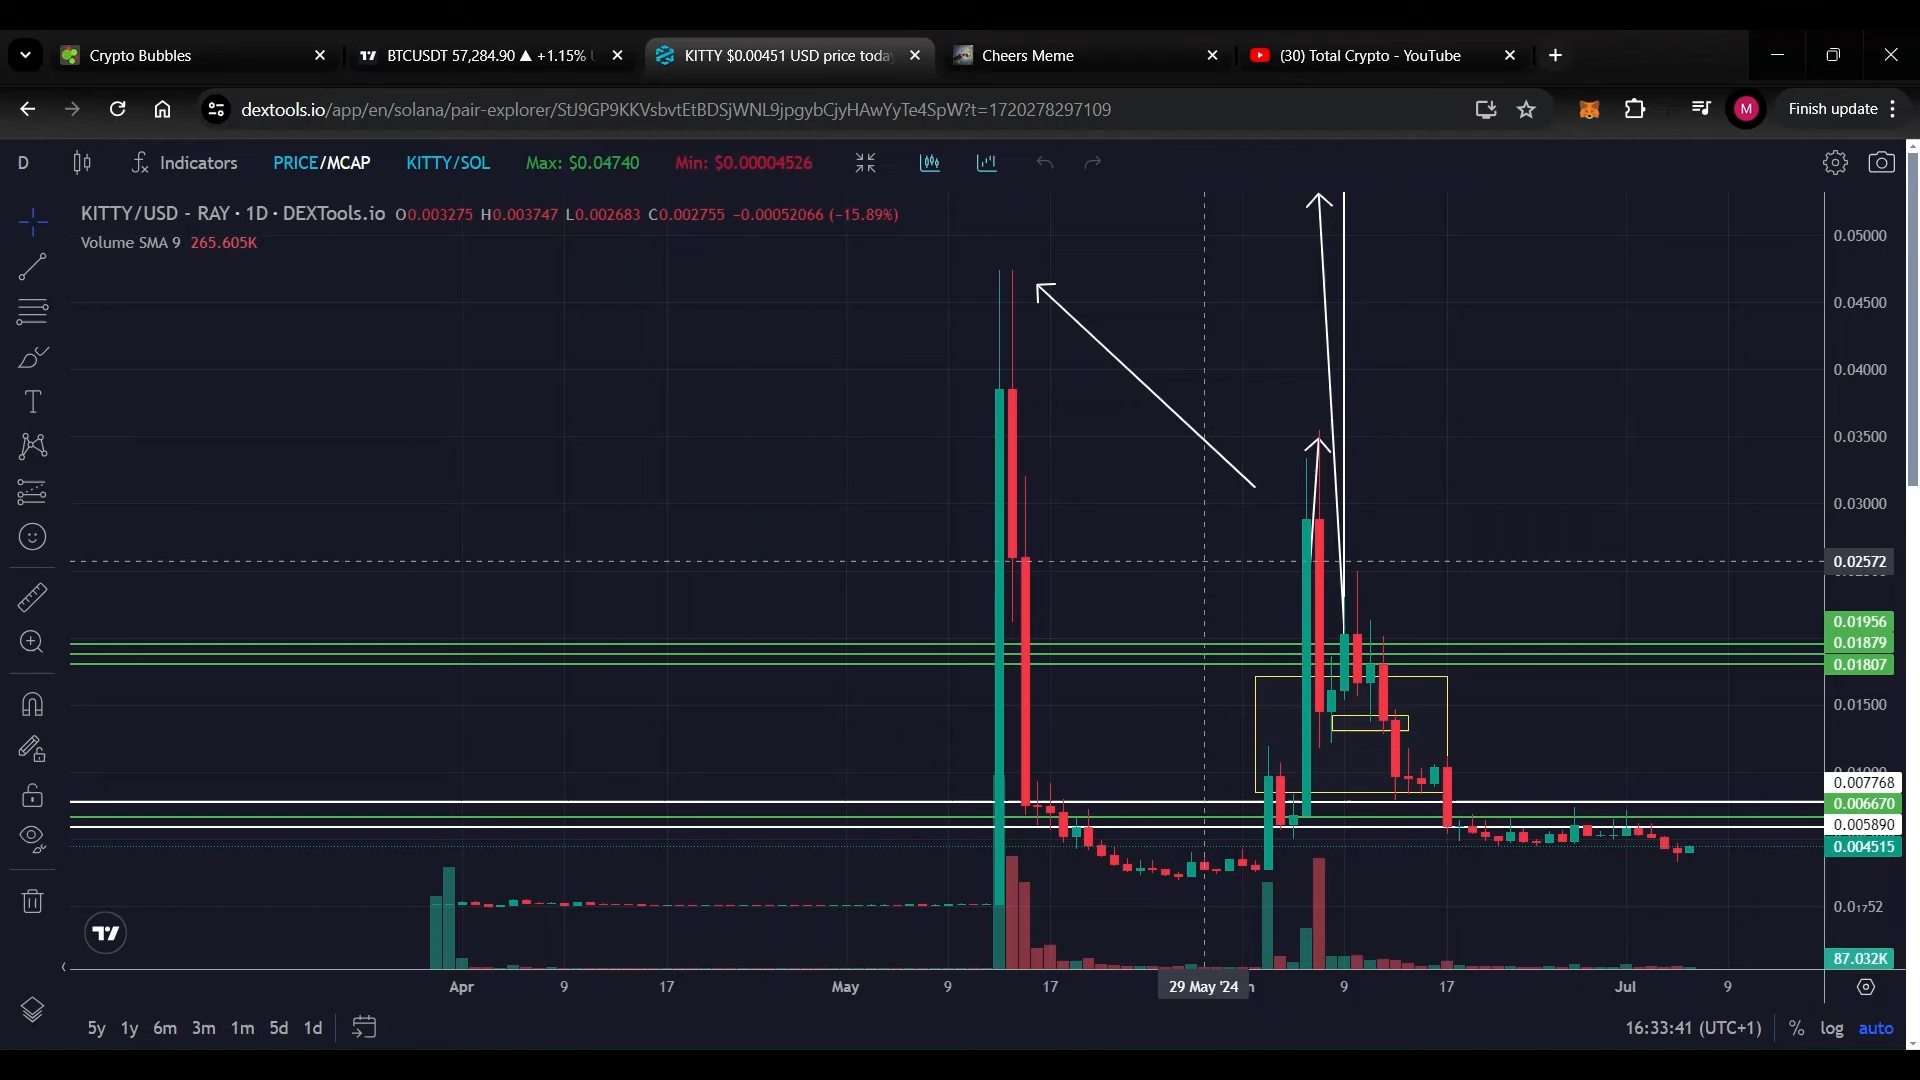 Crypto Bubbles
BTCUSDT 57,284.90 ▲ +1.15%
KITTY $0.00451 USD price toda
Cheers Meme
(30) Total Crypto - YouTube
dextools.io/app/en/solana/pair-explorer/StJ9GP9KKVsbvtEtBDSjWNL9jpgybCjyHAwYyTe4SpW?t=1720278297109
M
Finish update
D
Indicators
PRICE/MCAP
KITTY/SOL
Max: $0.04740
Min: $0.00004526
KITTY/USD - RAY · 1D · DEXTools.io O0.003275 H0.003747 L0.002683 C0.002755 −0.00052066 (−15.89%)
Volume SMA 9 265.605K
0.05000
0.04500
0.04000
0.03500
0.03000
0.02572
0.01956
0.01879
0.01807
0.01500
0.007768
0.006670
0.005890
0.004515
0.0₁752
87.032K
Apr 9 17 May 9 17 29 May '24 9 17 Jul 9
5y 1y 6m 3m 1m 5d 1d
16:33:41 (UTC+1) % log auto